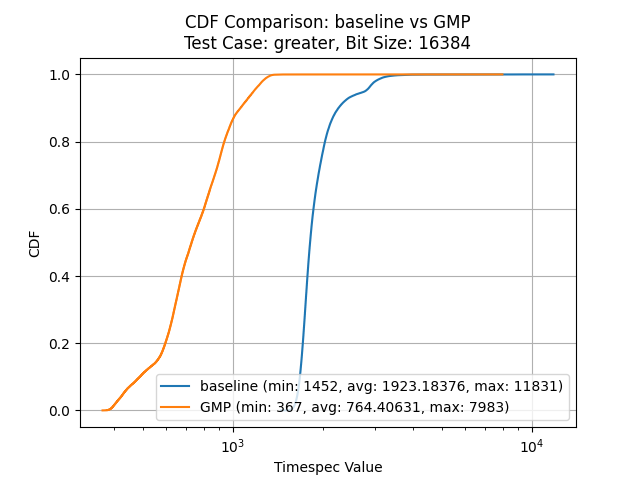 CDF Comparison: baseline vs GMP
Test Case: greater, Bit Size: 16384
1.0
0.8
0.6
0.4
0.2
0.0
CDF
baseline (min: 1452, avg: 1923.18376, max: 11831)
GMP (min: 367, avg: 764.40631, max: 7983)
10³
10⁴
Timespec Value